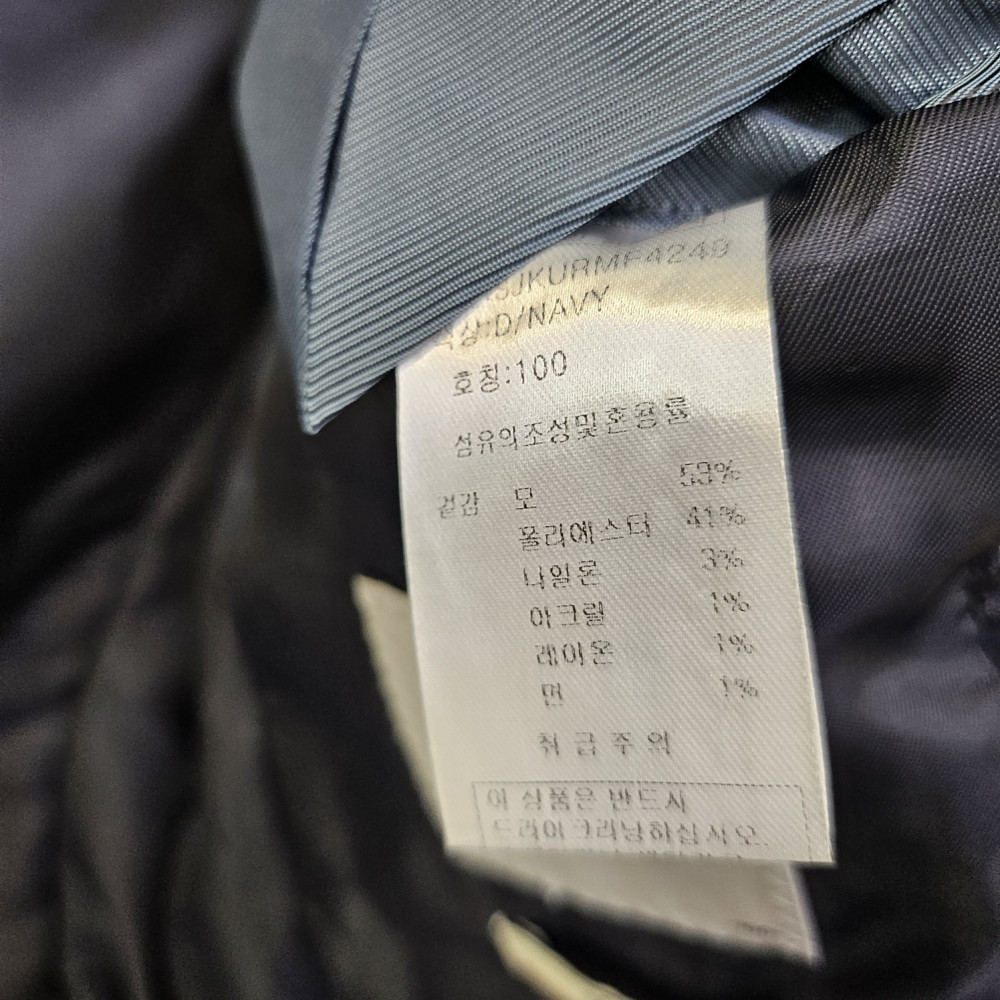 JKURMF4249
상:D/NAVY
호칭:100
섬유의조성및혼용률
겉감 모 53%
폴리에스터 41%
나일론 3%
아크릴 1%
레이온 1%
면 1%
취급주의
이 상품은 반드시
드라이크리닝하십시오.